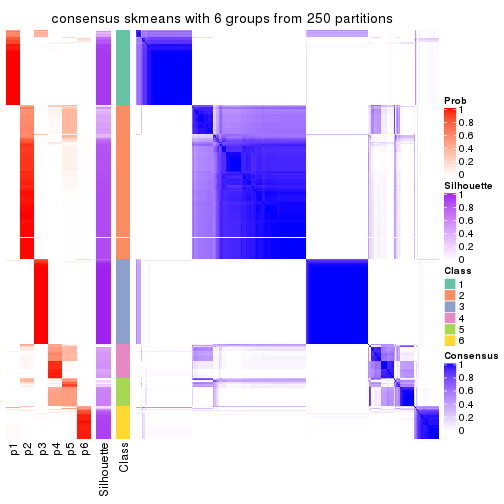 consensus skmeans with 6 groups from 250 partitions
Prob
1
0.8
0.6
0.4
0.2
0
Silhouette
1
0.8
0.6
0.4
0.2
0
Class
1
2
3
4
5
6
Consensus
1
0.8
0.6
0.4
0.2
0
p1
p2
p3
p4
p5
p6
Silhouette
Class